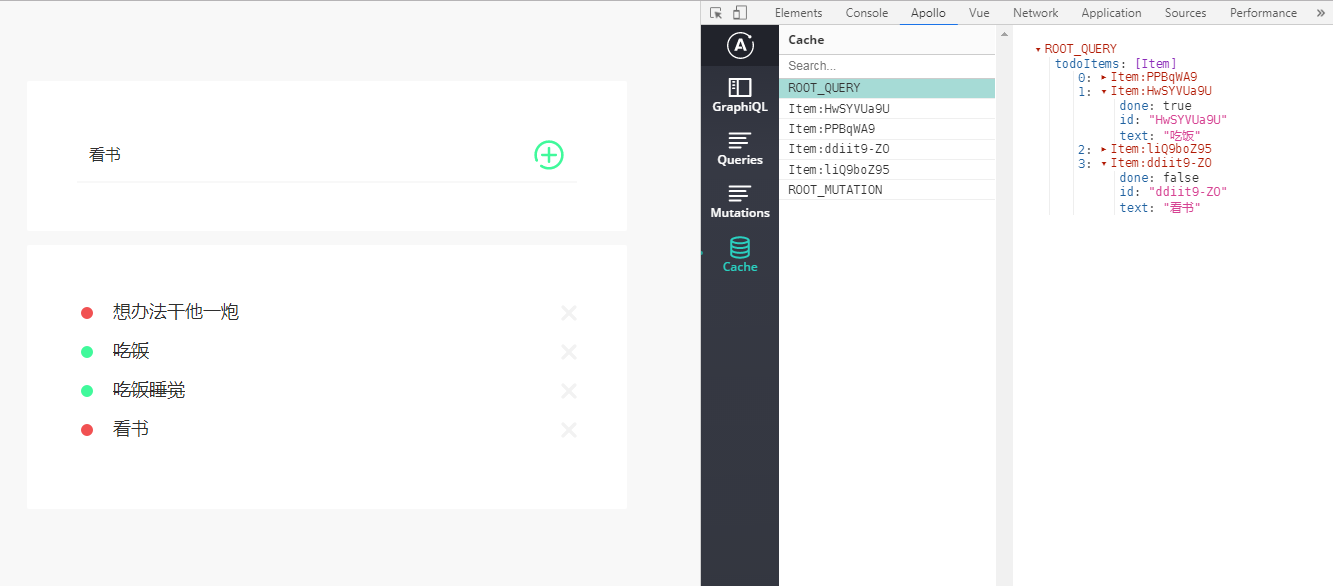 看书
想办法干他一炮
吃饭
吃饭睡觉
看书
Elements Console Apollo Vue Network Application Sources Performance »
A
GraphiQL
Queries
Mutations
Cache
Cache
Search...
ROOT_QUERY
Item:HwSYVUa9U
Item:PPBqWA9
Item:ddiit9-ZO
Item:liQ9boZ95
ROOT_MUTATION
▾ ROOT_QUERY
todoItems: [Item]
0: ▸ Item:PPBqWA9
1: ▾ Item:HwSYVUa9U
done: true
id: "HwSYVUa9U"
text: "吃饭"
2: ▸ Item:liQ9boZ95
3: ▾ Item:ddiit9-ZO
done: false
id: "ddiit9-ZO"
text: "看书"